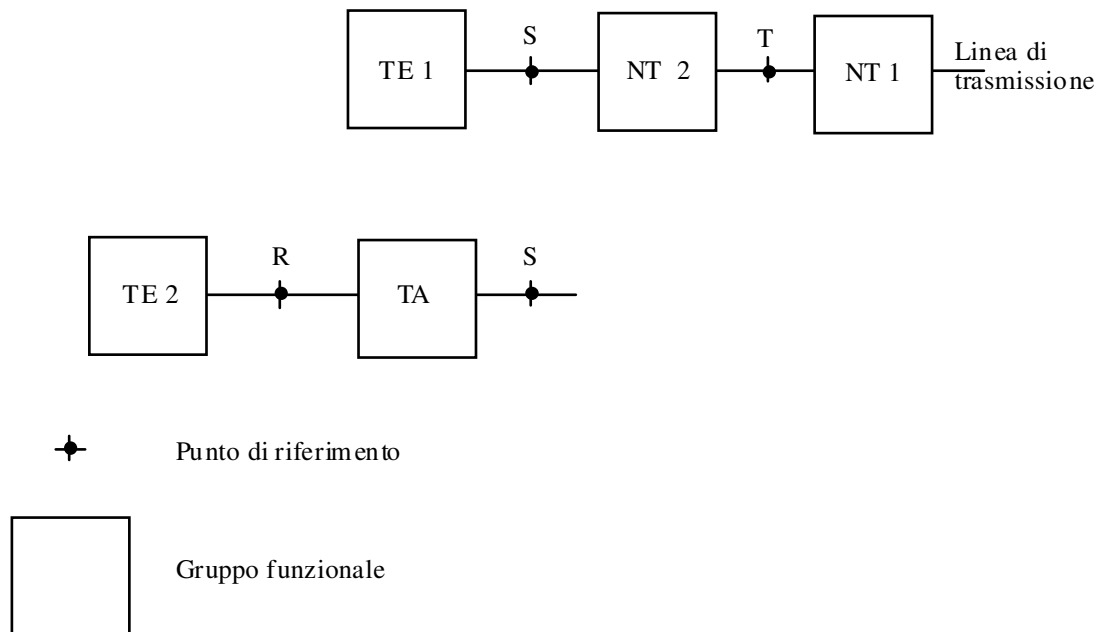 S
T
TE 1
NT 2
NT 1
Linea di
trasmissione
R
S
TE 2
TA
Punto di riferimento
Gruppo funzionale